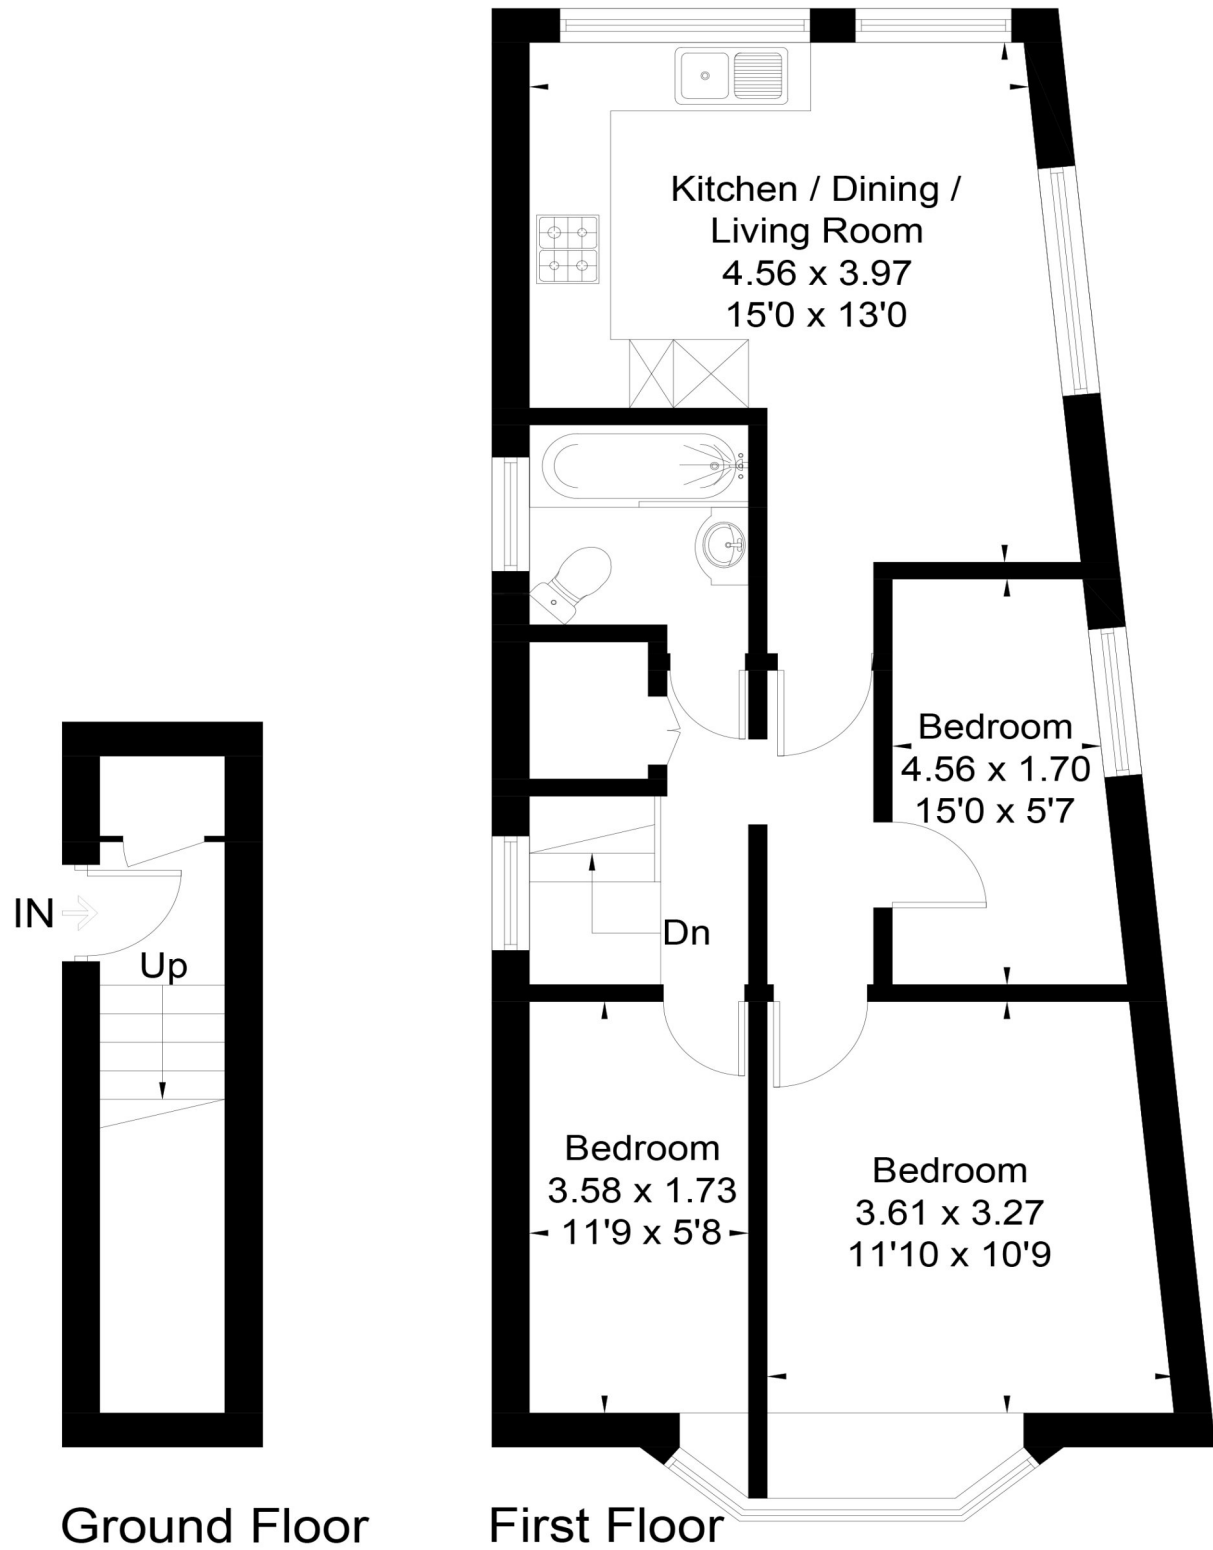 Kitchen / Dining /
Living Room
4.56 x 3.97
15'0 x 13'0
Bedroom
4.56 x 1.70
15'0 x 5'7
IN
Up
Dn
Bedroom
3.58 x 1.73
11'9 x 5'8
Bedroom
3.61 x 3.27
11'10 x 10'9
Ground Floor
First Floor